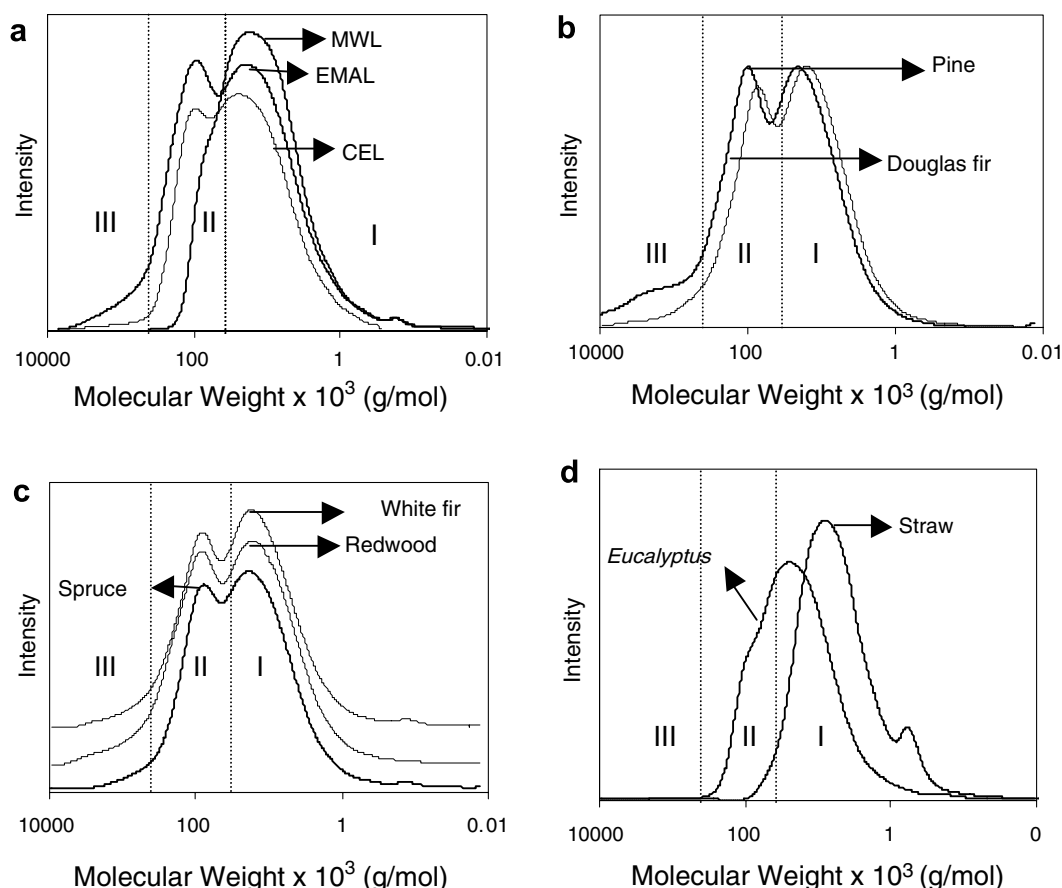 a
MWL
EMAL
CEL
Intensity
III
II
I
10000
100
1
0.01
Molecular Weight x 10³ (g/mol)
b
Pine
Douglas fir
Intensity
III
II
I
10000
100
1
0.01
Molecular Weight x 10³ (g/mol)
c
White fir
Redwood
Spruce
Intensity
III
II
I
10000
100
1
0.01
Molecular Weight x 10³ (g/mol)
d
Straw
Eucalyptus
Intensity
III
II
I
10000
100
1
0
Molecular Weight x 10³ (g/mol)